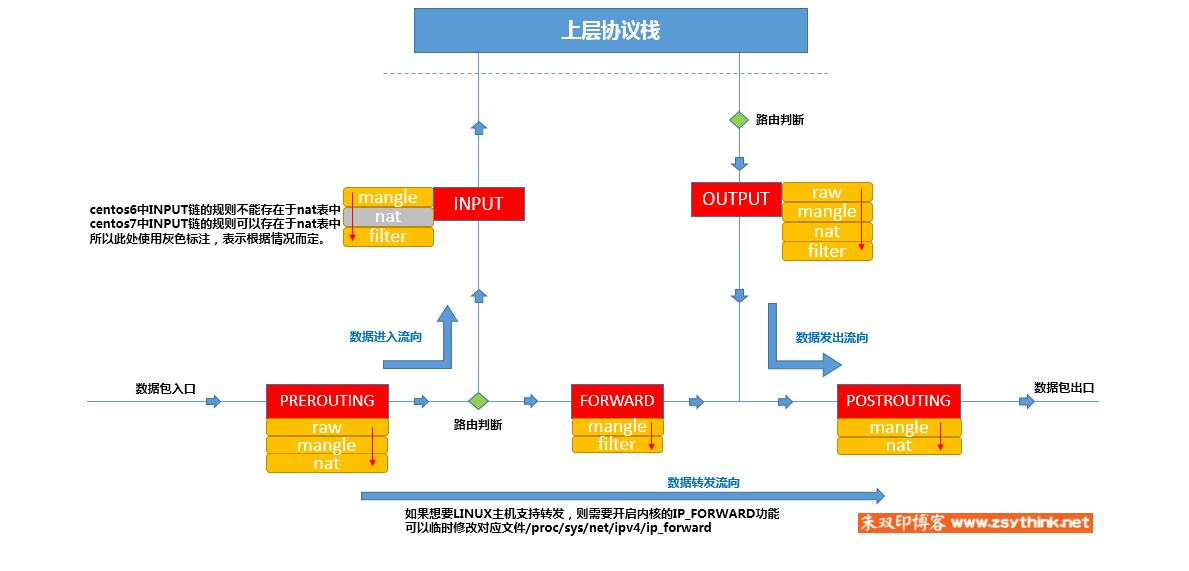 上层协议栈
路由判断
centos6中INPUT链的规则不能存在于nat表中
centos7中INPUT链的规则可以存在于nat表中
所以此处使用灰色标注，表示根据情况而定。
mangle
nat
filter
INPUT
OUTPUT
raw
mangle
nat
filter
数据进入流向
数据发出流向
数据包入口
PREROUTING
raw
mangle
nat
路由判断
FORWARD
mangle
filter
POSTROUTING
mangle
nat
数据包出口
数据转发流向
如果想要LINUX主机支持转发，则需要开启内核的IP_FORWARD功能
可以临时修改对应文件/proc/sys/net/ipv4/ip_forward
朱双印博客 www.zsythink.net